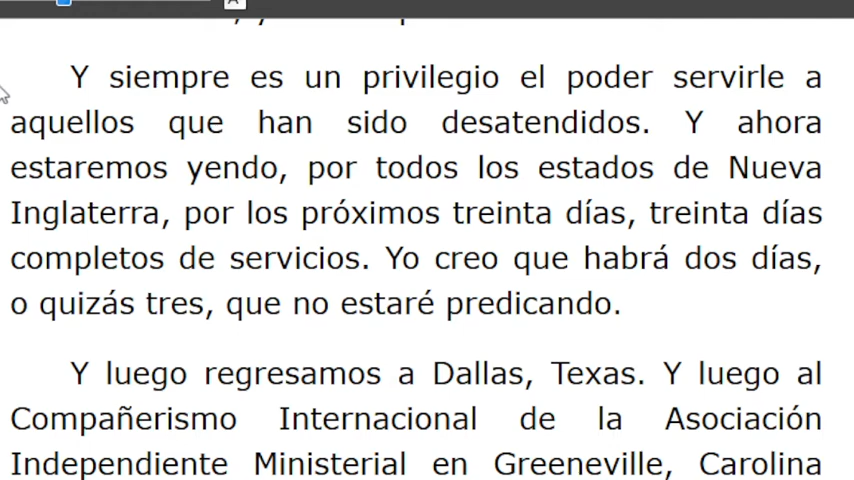 Y siempre es un privilegio el poder servirle a
aquellos que han sido desatendidos. Y ahora
estaremos yendo, por todos los estados de Nueva
Inglaterra, por los próximos treinta días, treinta días
completos de servicios. Yo creo que habrá dos días,
o quizás tres, que no estaré predicando.
Y luego regresamos a Dallas, Texas. Y luego al
Compañerismo Internacional de la Asociación
Independiente Ministerial en Greeneville, Carolina